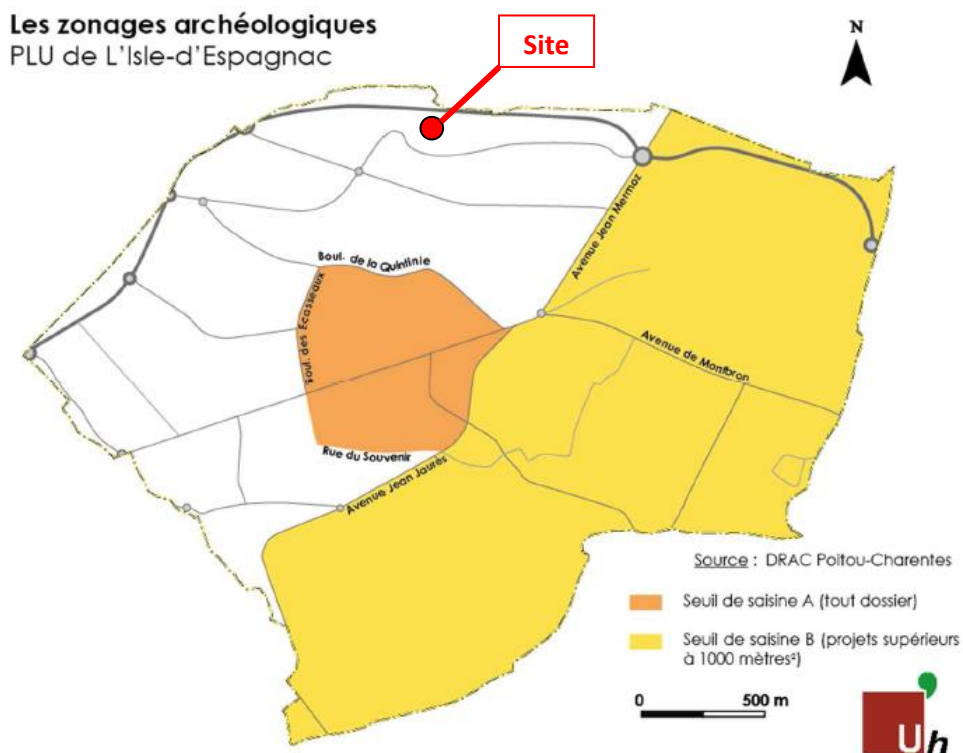 Les zonages archéologiques
PLU de L'Isle-d'Espagnac
Site
N
Avenue Jean Mermoz
Boul. de la Quintinie
Boul. des Ecasseaux
Avenue de Montbron
Rue du Souvenir
Avenue Jean Jaurès
Source : DRAC Poitou-Charentes
Seuil de saisine A (tout dossier)
Seuil de saisine B (projets supérieurs
à 1000 mètres²)
0 500 m
Uh